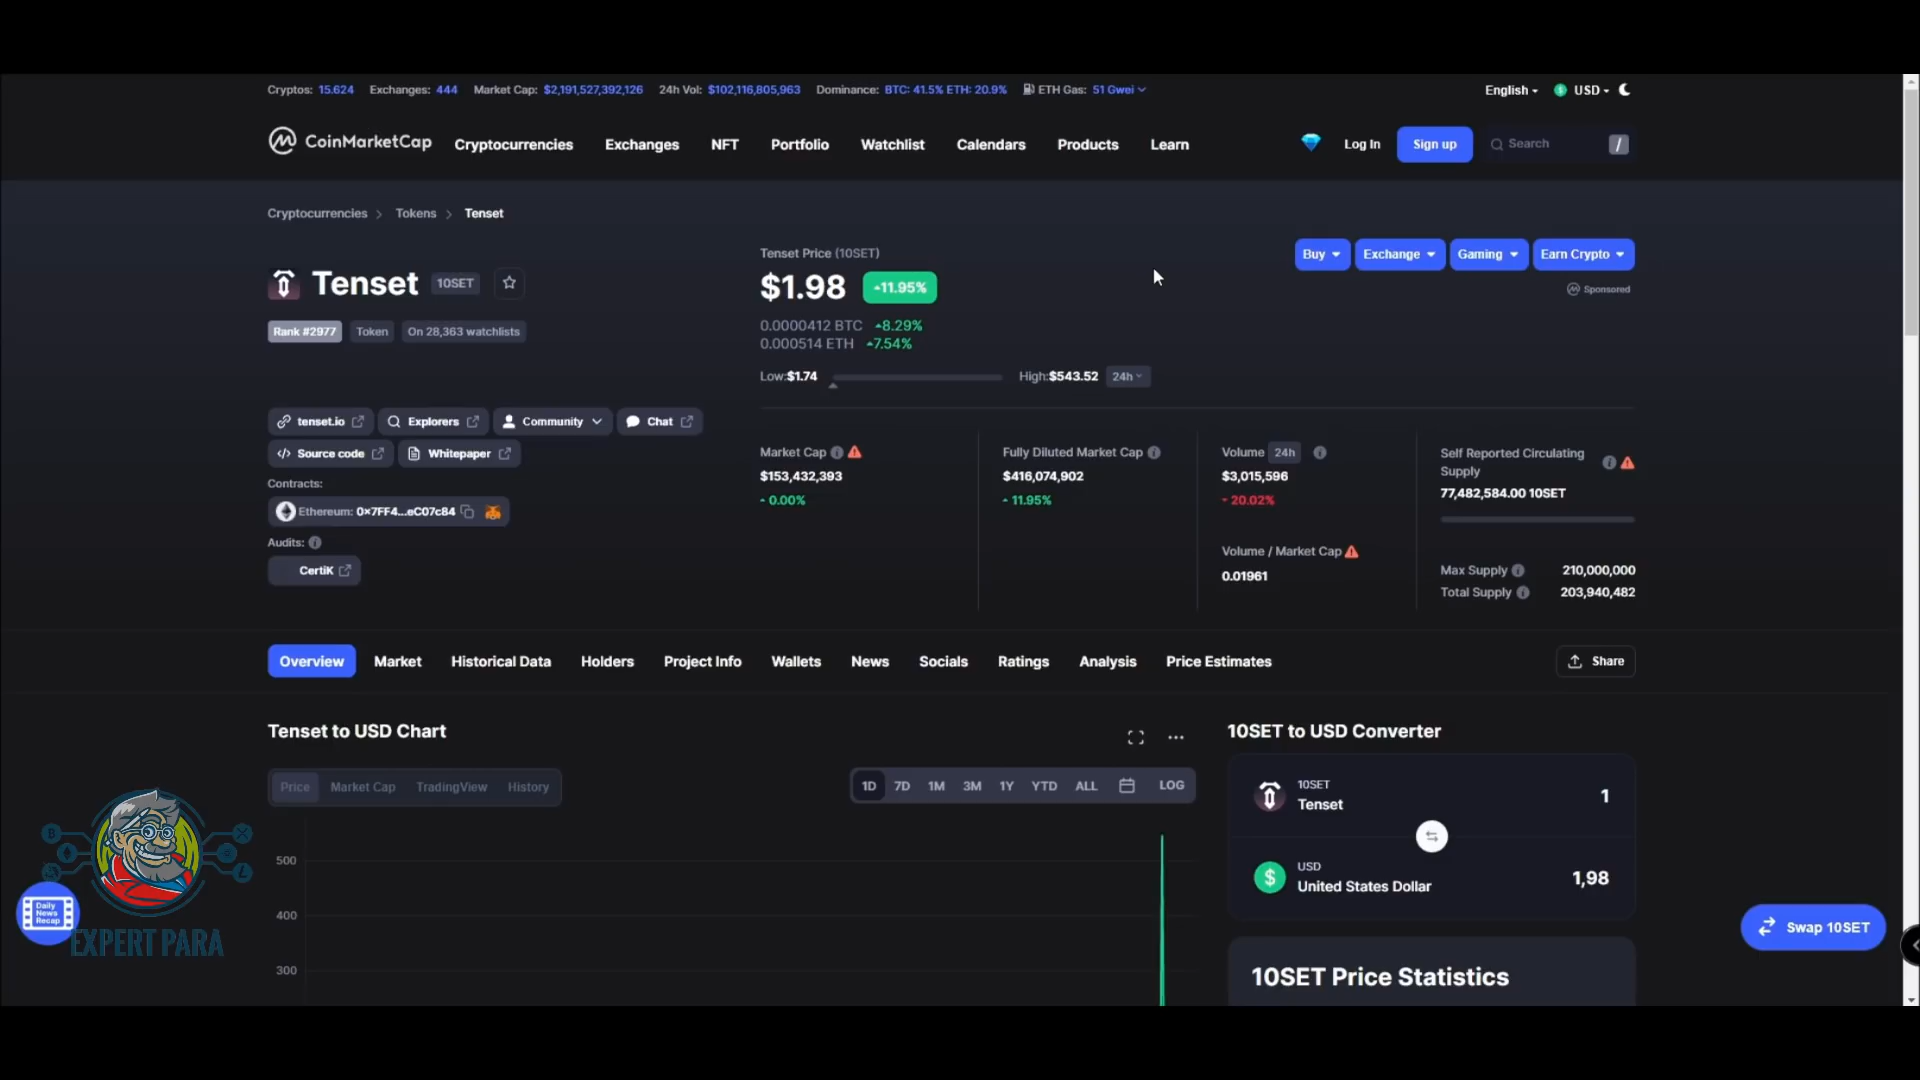 Cryptos: 15.624 Exchanges: 444 Market Cap: $2,191,527,392,126 24h Vol: $102,116,805,963 Dominance: BTC: 41.5% ETH: 20.9% ETH Gas: 51 Gwei English USD
CoinMarketCap Cryptocurrencies Exchanges NFT Portfolio Watchlist Calendars Products Learn Log In Sign up Search /
Cryptocurrencies > Tokens > Tenset
Tenset 10SET
Rank #2977 Token On 28,363 watchlists
tenset.io Explorers Community Chat
Source code Whitepaper
Contracts:
Ethereum: 0x7FF4...eC07c84
Audits:
CertiK
Tenset Price (10SET)
$1.98 11.95%
0.0000412 BTC 8.29%
0.000514 ETH 7.54%
Low:$1.74 High:$543.52 24h
Buy Exchange Gaming Earn Crypto
Sponsored
Market Cap
$153,432,393
0.00%
Fully Diluted Market Cap
$416,074,902
11.95%
Volume 24h
$3,015,596
20.02%
Volume / Market Cap
0.01961
Self Reported Circulating
Supply
77,482,584.00 10SET
Max Supply 210,000,000
Total Supply 203,940,482
Overview Market Historical Data Holders Project Info Wallets News Socials Ratings Analysis Price Estimates Share
Tenset to USD Chart
Price Market Cap TradingView History 1D 7D 1M 3M 1Y YTD ALL LOG
500
400
300
10SET to USD Converter
10SET
Tenset 1
USD
United States Dollar 1,98
Swap 10SET
10SET Price Statistics
Daily
News
Recap
EXPERT PARA